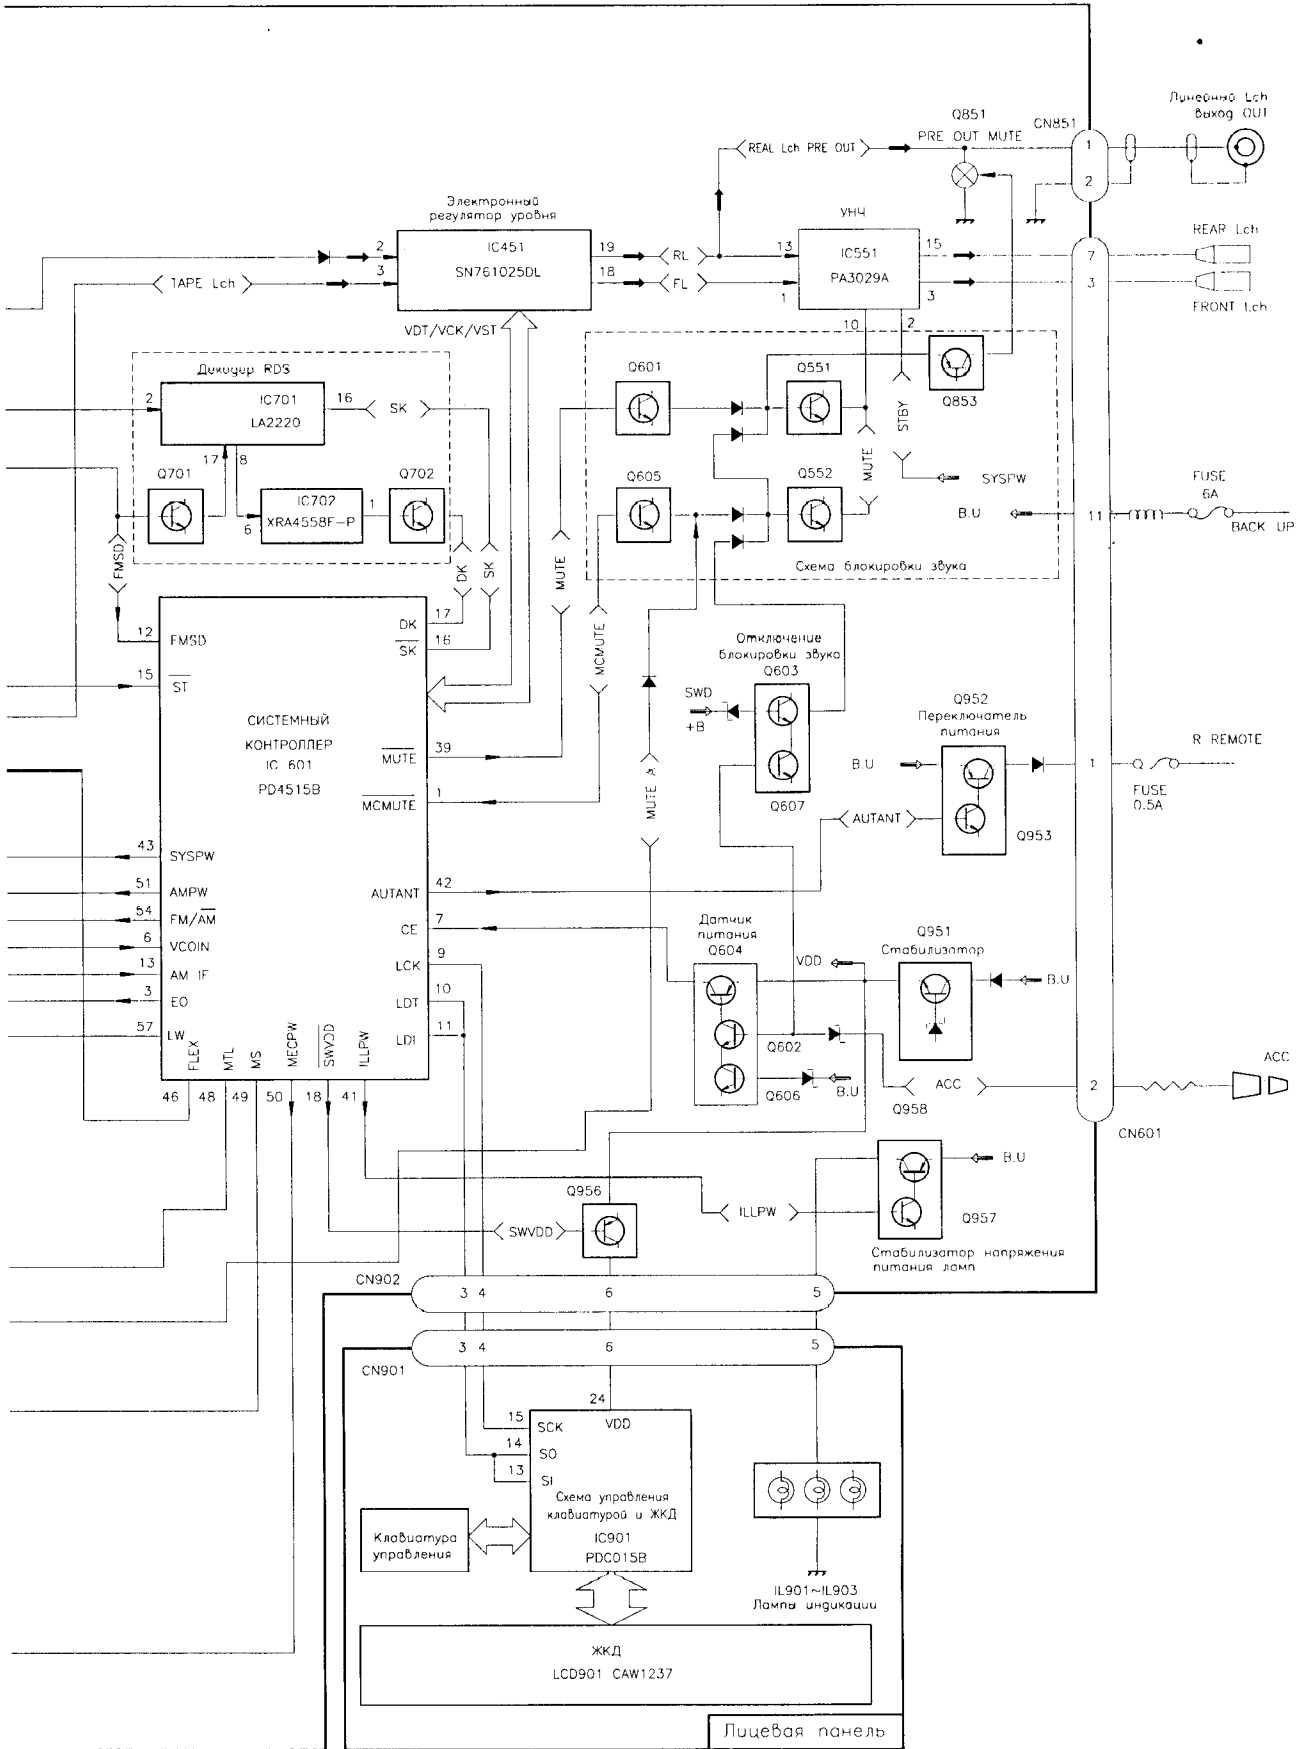 Линейный Lch
выход OUT
Q851
CN851
PRE OUT MUTE
REAL Lch PRE OUT
1
2
Электронный
регулятор уровня
УНЧ
2
IC451
19
RL
13
IC551
15
7
REAR Lch
3
SN761025DL
18
FL
1
PA3029A
3
3
FRONT Lch
TAPE Lch
VDT/VCK/VST
10
2
Декодер RDS
2
IC701
LA2220
16
SK
Q601
Q551
Q853
STBY
MUTE
17
8
Q701
Q702
Q605
Q552
SYSPW
FUSE
6A
IC702
XRA4558F-P
6
1
B.U
11
BACK UP
FMSD
DK
SK
MUTE
Схема блокировки звука
17
DK
16
SK
12
FMSD
15
ST
MCMUTE
Отключение
блокировки звука
Q603
СИСТЕМНЫЙ
КОНТРОЛЛЕР
IC 601
PD4515B
SWD
+B
Q952
Переключатель
питания
39
MUTE
B.U
1
R REMOTE
1
MCMUTE
MUTE A
Q607
FUSE
0.5A
AUTANT
Q953
43
SYSPW
51
AMPW
42
AUTANT
54
FM/AM
7
CE
Датчик
питания
Q604
Q951
Стабилизатор
6
VCOIN
9
LCK
VDD
B.U
13
AM IF
3
EO
10
LDT
57
LW
11
LDI
Q602
FLEX
MTL
MS
MECPW
SWVDD
ILLPW
ACC
46
48
49
50
18
41
Q606
B.U
ACC
2
Q958
CN601
B.U
Q956
ILLPW
Q957
SWVDD
Стабилизатор напряжения
питания ламп
CN902
3 4
6
5
CN901
3 4
6
5
24
VDD
15
SCK
14
SO
13
SI
Схема управления
клавиатурой и ЖКД
IC901
PDC015B
Клавиатура
управления
IL901~IL903
Лампы индикации
ЖКД
LCD901 CAW1237
Лицевая панель